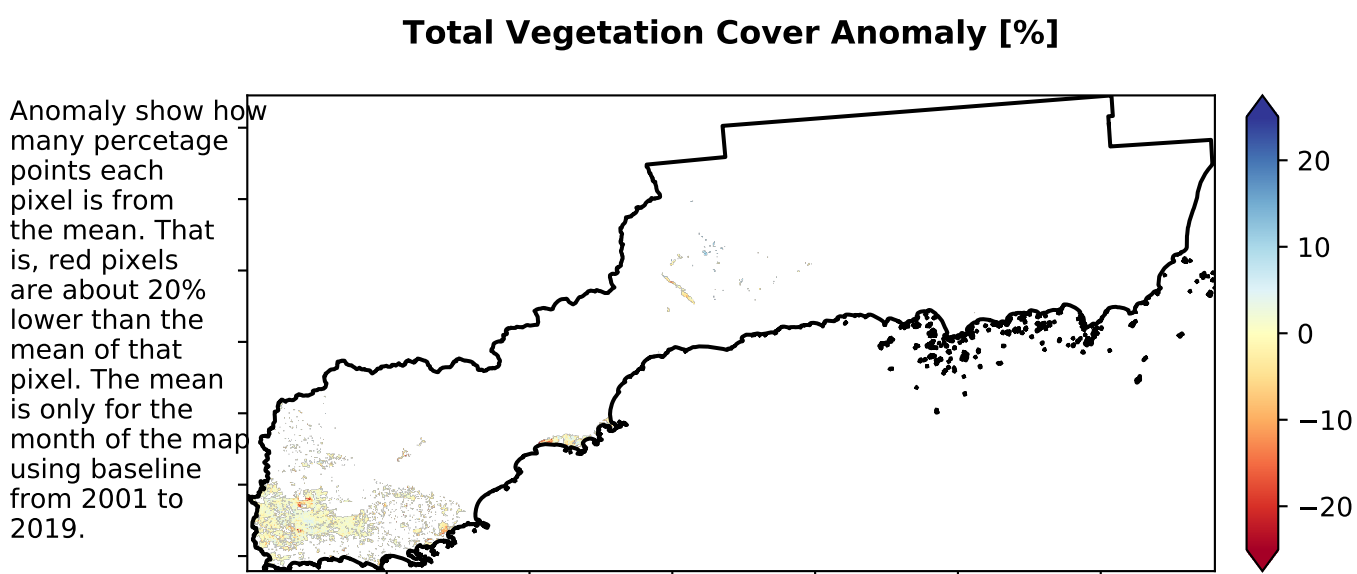 Total Vegetation Cover Anomaly [%]
Anomaly show how
many percetage
points each
pixel is from
the mean. That
is, red pixels
are about 20%
lower than the
mean of that
pixel. The mean
is only for the
month of the map
using baseline
from 2001 to
2019.
20
10
0
−10
−20